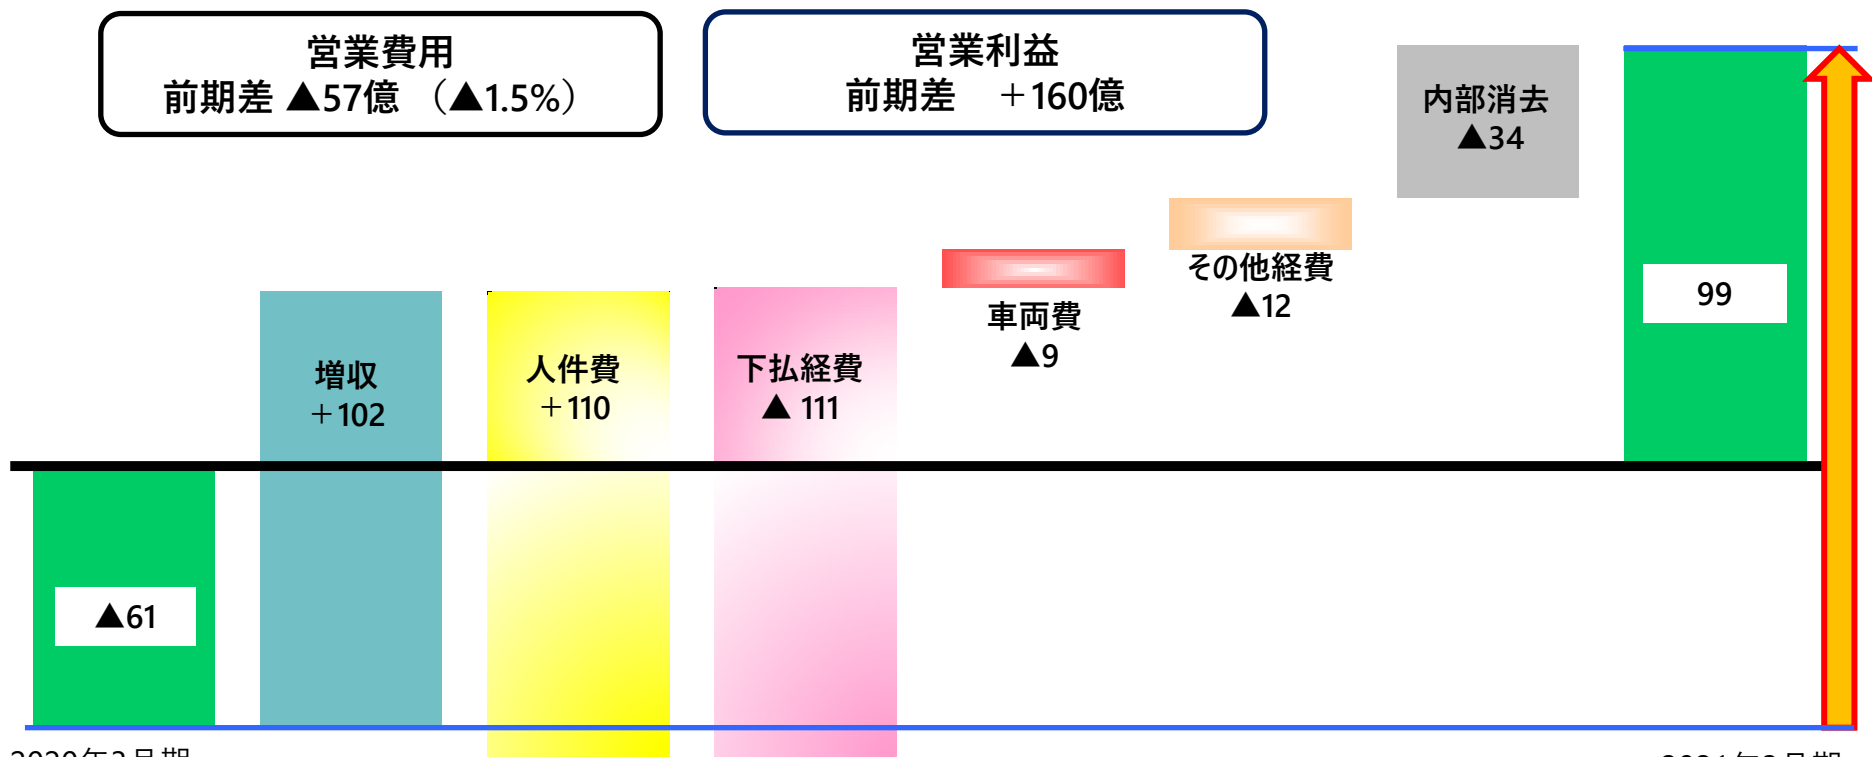 営業費用
前期差 ▲57億 （▲1.5%）
営業利益
前期差　＋160億
内部消去
▲34
その他経費
▲12
車両費
▲9
99
増収
＋102
人件費
＋110
下払経費
▲ 111
▲61